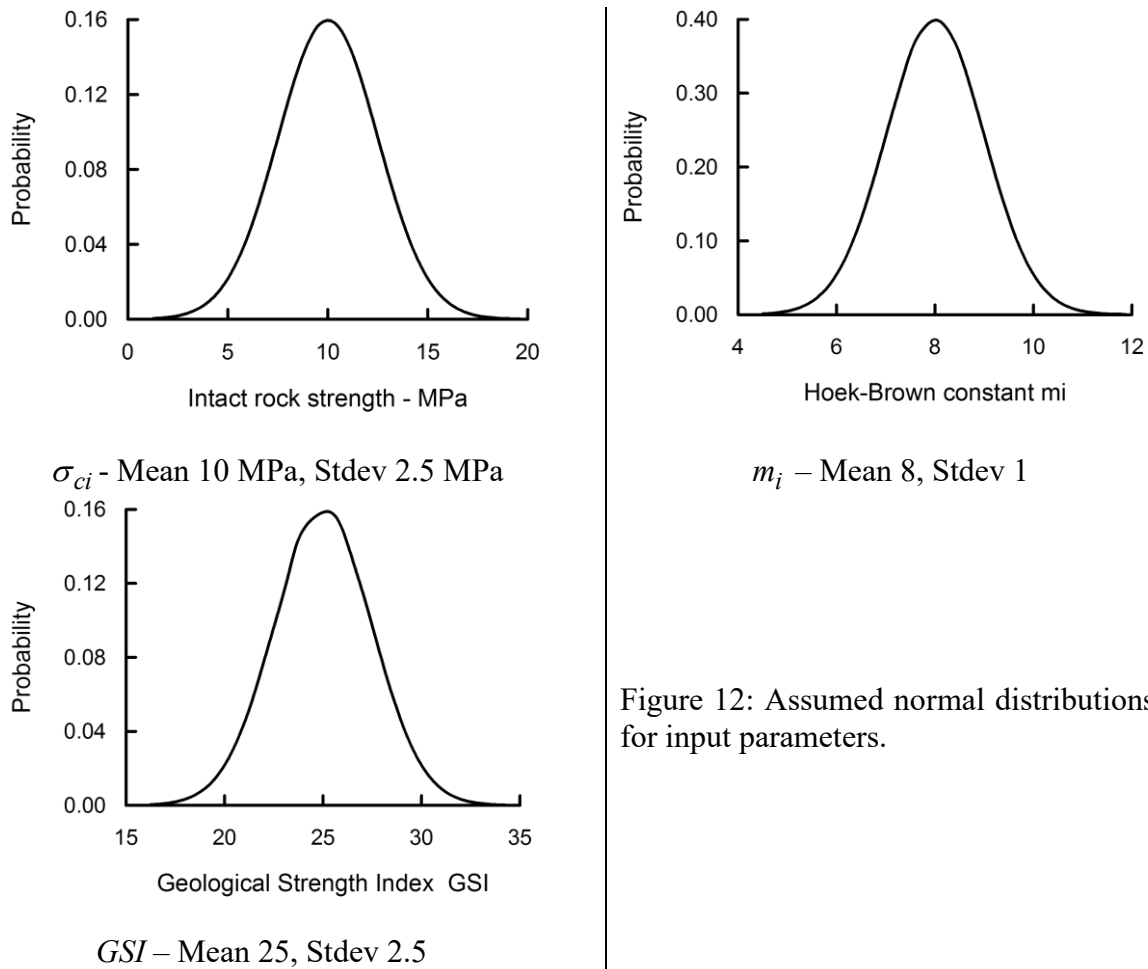 0.16
0.12
0.08
0.04
0.00
Probability
0 5 10 15 20
Intact rock strength - MPa
σci - Mean 10 MPa, Stdev 2.5 MPa
0.40
0.30
0.20
0.10
0.00
Probability
4 6 8 10 12
Hoek-Brown constant mi
mi – Mean 8, Stdev 1
0.16
0.12
0.08
0.04
0.00
Probability
15 20 25 30 35
Geological Strength Index GSI
GSI – Mean 25, Stdev 2.5
Figure 12: Assumed normal distributions
for input parameters.